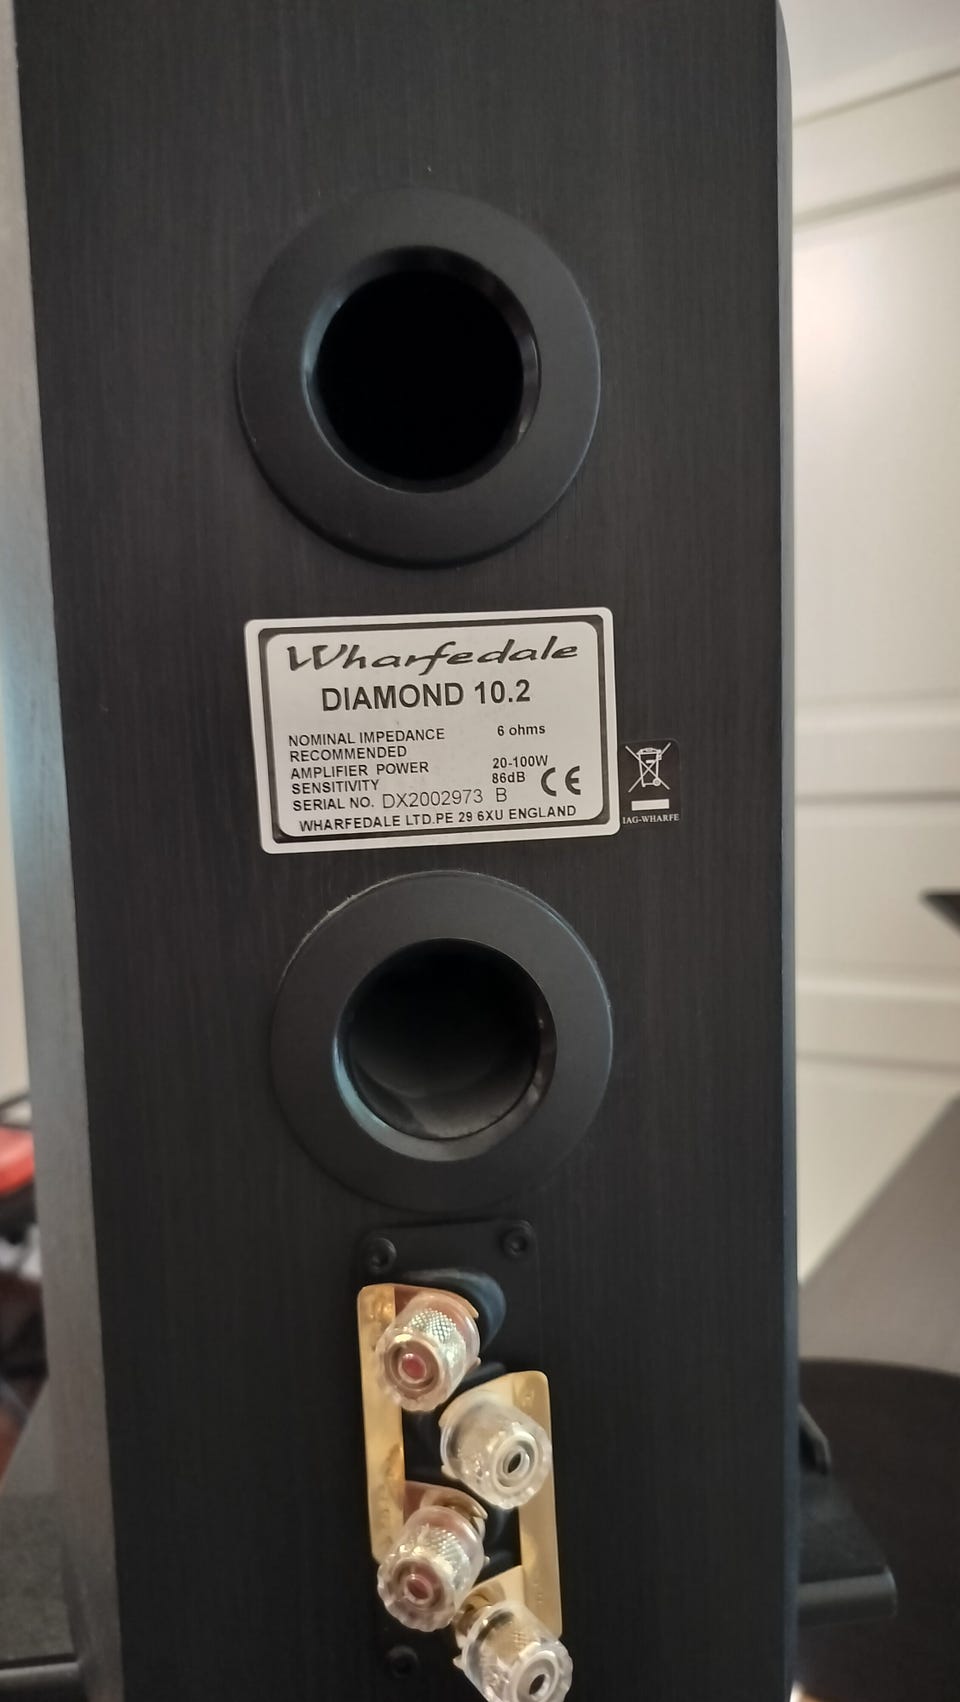 Wharfedale
DIAMOND 10.2
NOMINAL IMPEDANCE 6 ohms
RECOMMENDED
AMPLIFIER POWER 20-100W
SENSITIVITY 86dB CE
SERIAL NO. DX2002973 B
WHARFEDALE LTD.PE 29 6XU ENGLAND
IAG-WHARFE